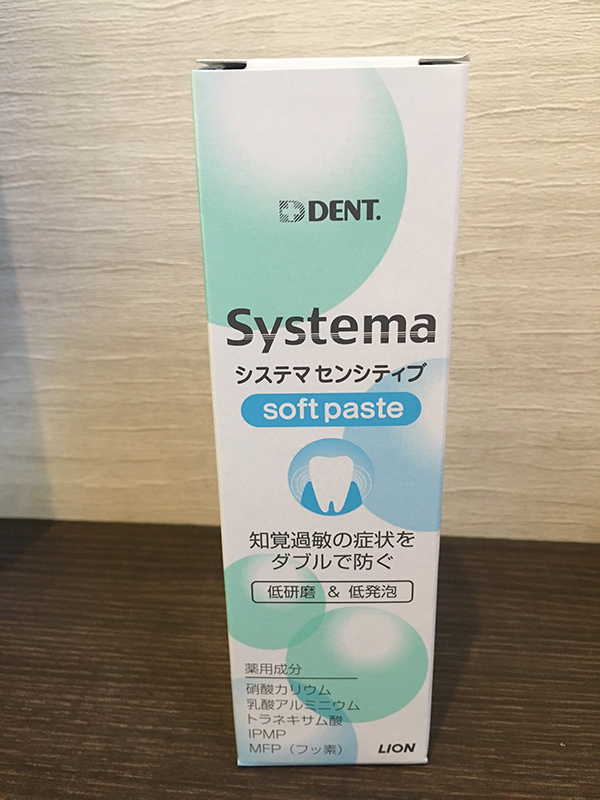 DENT.
Systema
システマ センシティブ
soft paste
知覚過敏の症状を
ダブルで防ぐ
低研磨 & 低発泡
薬用成分
硝酸カリウム
乳酸アルミニウム
トラネキサム酸
IPMP
MFP（フッ素）
LION